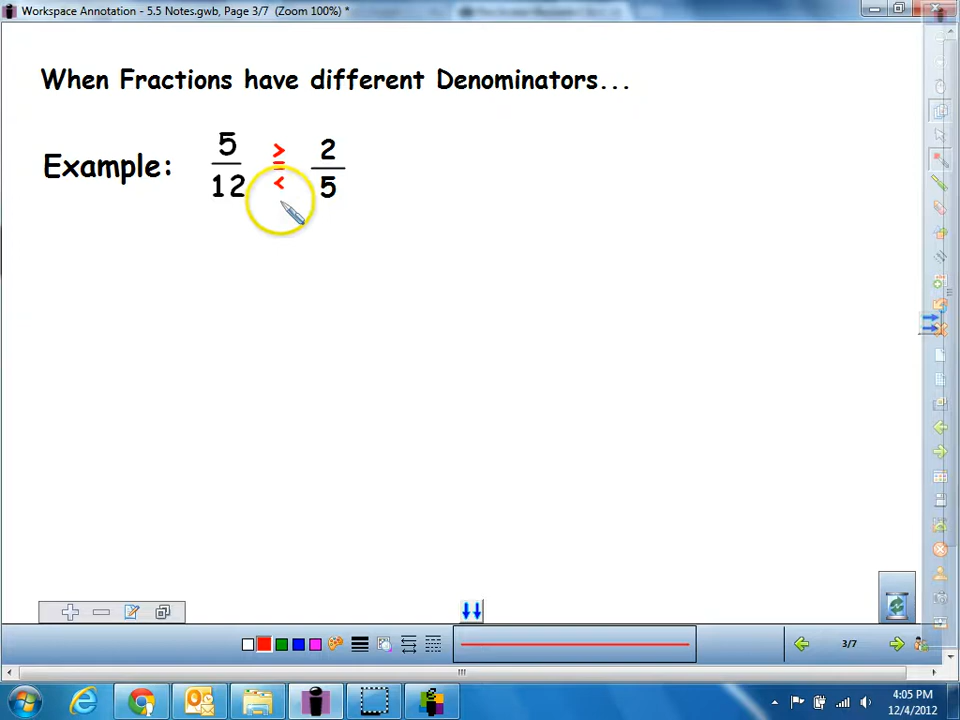 Workspace Annotation - 5.5 Notes.gwb, Page 3/7 (Zoom 100%) *
When Fractions have different Denominators...
Example: 5/12 > = < 2/5
3/7
4:05 PM
12/4/2012